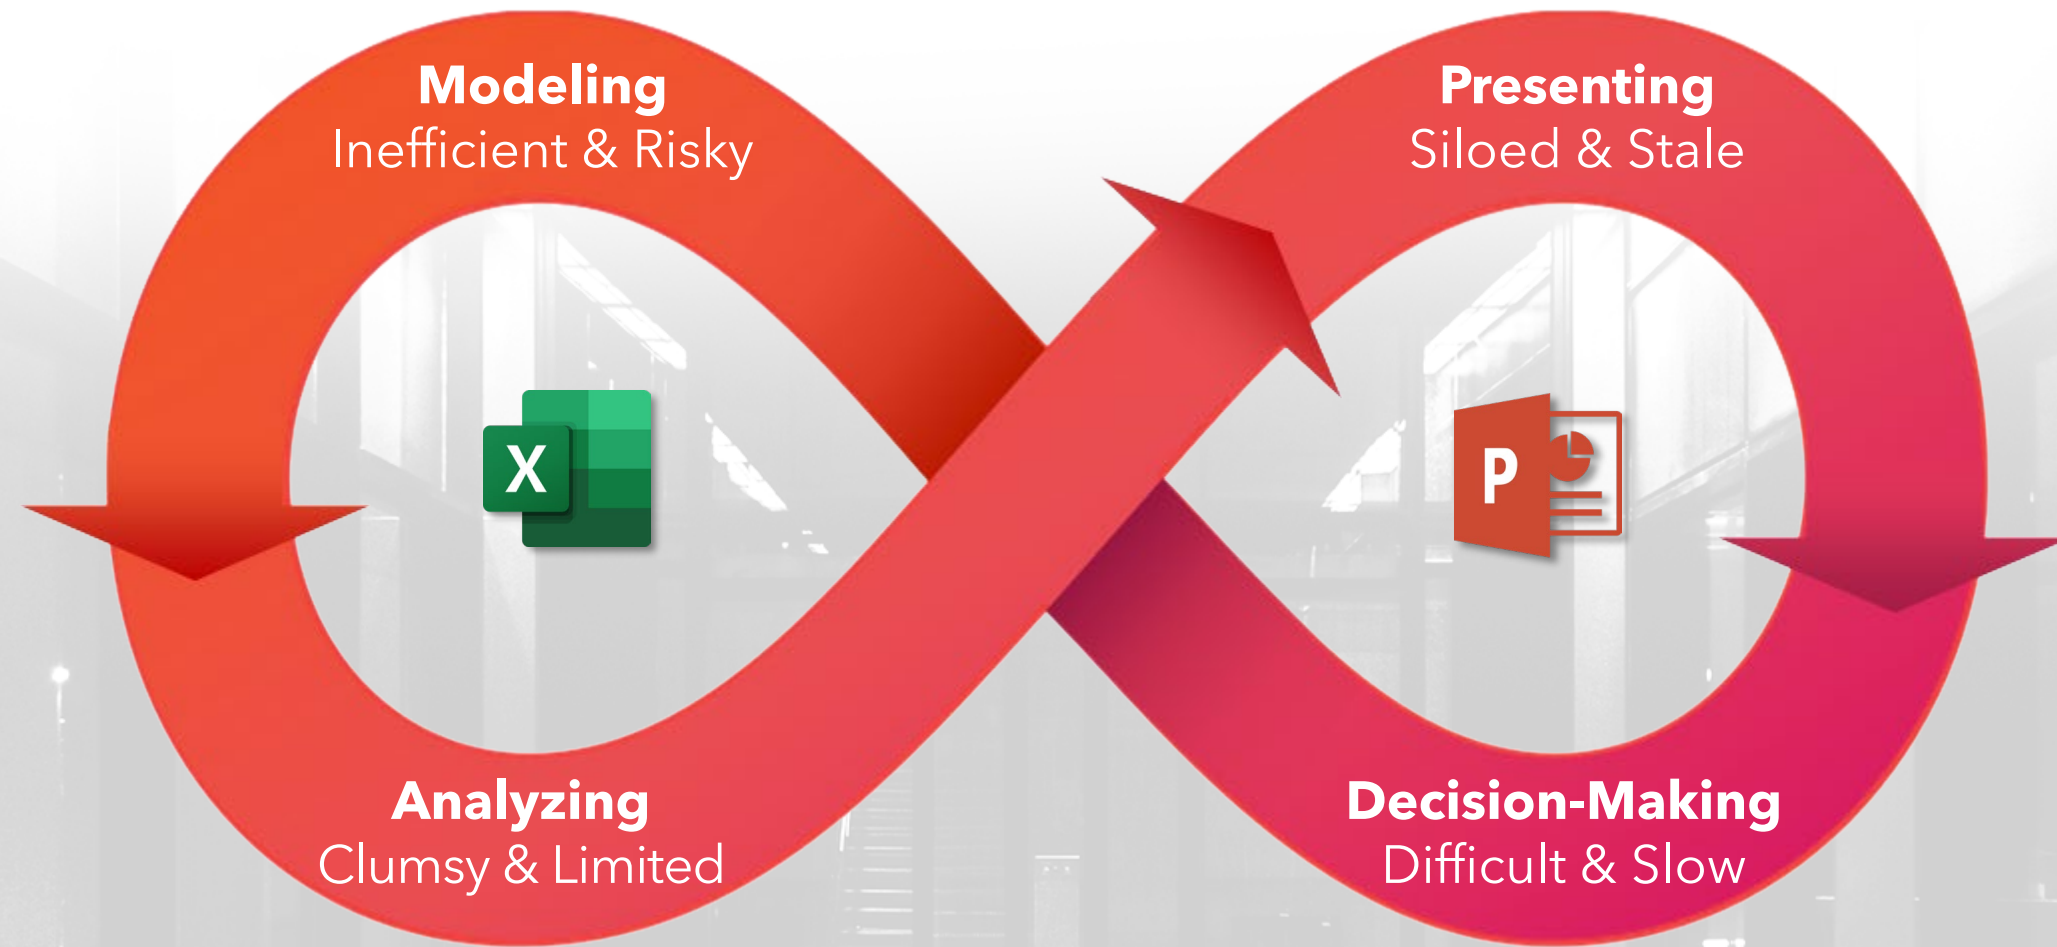 Modeling
Inefficient & Risky
Presenting
Siloed & Stale
X
P
Analyzing
Clumsy & Limited
Decision-Making
Difficult & Slow